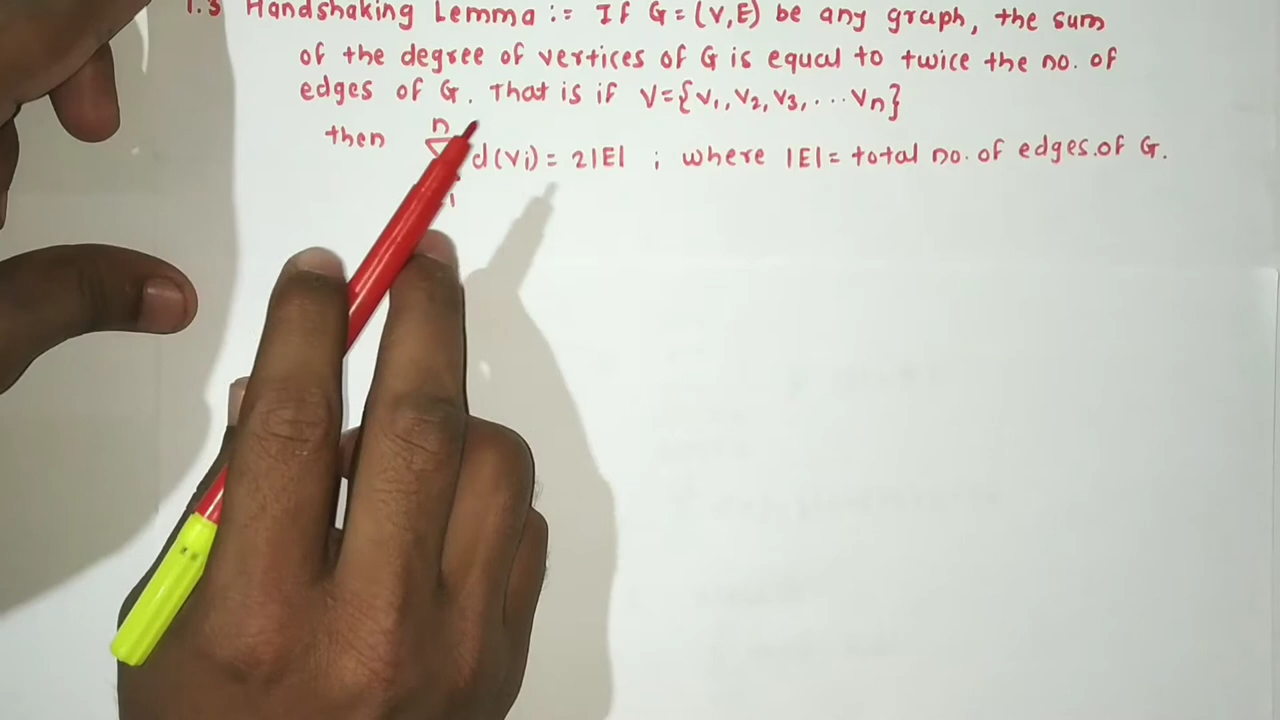 1.3 Handshaking Lemma := If G=(V,E) be any graph, the sum
of the degree of vertices of G is equal to twice the no. of
edges of G. That is if V={V1,V2,V3,...Vn}
then n Σ d(Vi)= 2|E| ; where |E|= total no. of edges.of G.
1